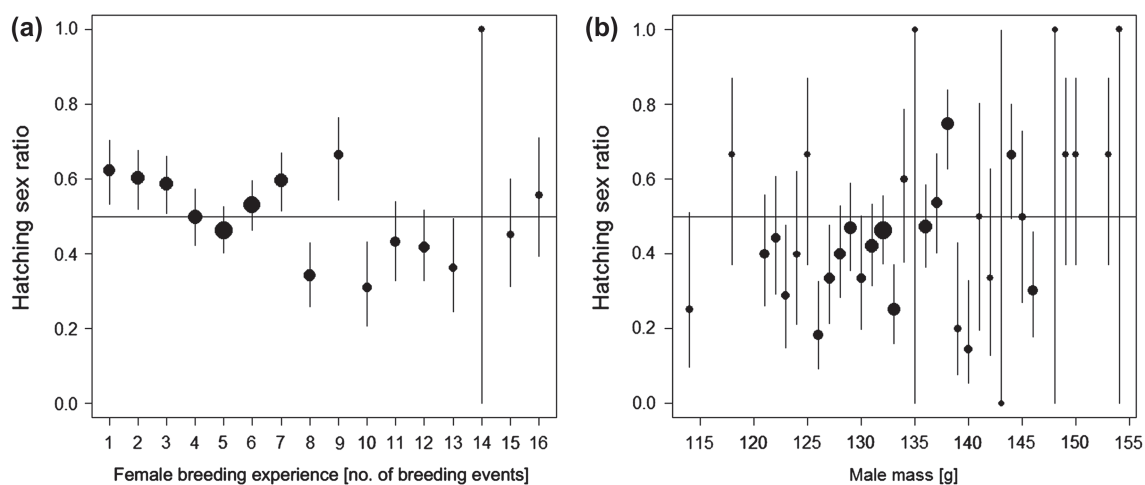 (a)
Hatching sex ratio
1.0
0.8
0.6
0.4
0.2
0.0
1 2 3 4 5 6 7 8 9 10 11 12 13 14 15 16
Female breeding experience [no. of breeding events]
(b)
Hatching sex ratio
1.0
0.8
0.6
0.4
0.2
0.0
115 120 125 130 135 140 145 150 155
Male mass [g]